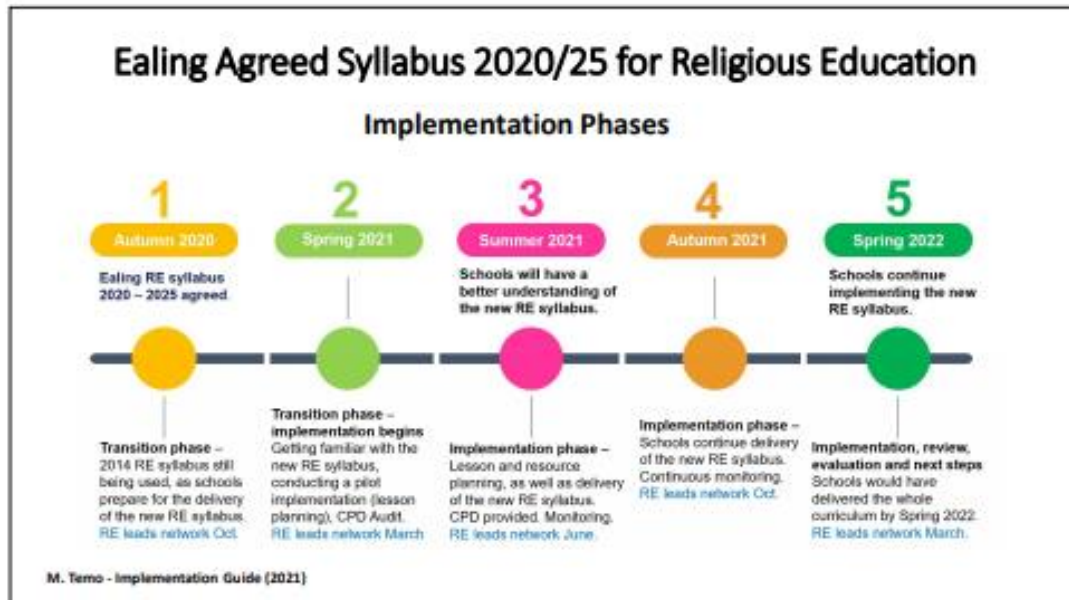 Ealing Agreed Syllabus 2020/25 for Religious Education
Implementation Phases
1
Autumn 2020
Ealing RE syllabus
2020 – 2025 agreed
Transition phase –
2014 RE syllabus still
being used, as schools
prepare for the delivery
of the new RE syllabus.
RE leads network Oct.
2
Spring 2021
Transition phase –
implementation begins
Getting familiar with the
new RE syllabus,
conducting a pilot
implementation (lesson
planning), CPD Audit.
RE leads network March
3
Summer 2021
Schools will have a
better understanding of
the new RE syllabus.
Implementation phase –
Lesson and resource
planning, as well as delivery
of the new RE syllabus.
CPD provided. Monitoring.
RE leads network June.
4
Autumn 2021
Implementation phase –
Schools continue delivery
of the new RE syllabus.
Continuous monitoring.
RE leads network Oct.
5
Spring 2022
Schools continue
implementing the new
RE syllabus.
Implementation, review,
evaluation and next steps
Schools would have
delivered the whole
curriculum by Spring 2022.
RE leads network March.
M. Temo - Implementation Guide (2021)